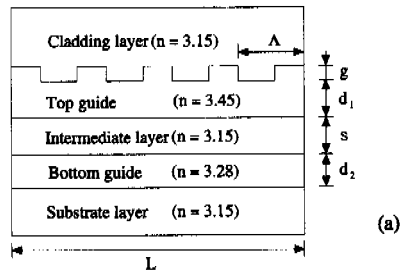 Cladding layer (n = 3.15)
Λ
g
Top guide (n = 3.45)
d₁
Intermediate layer (n = 3.15)
s
Bottom guide (n = 3.28)
d₂
Substrate layer (n = 3.15)
(a)
L